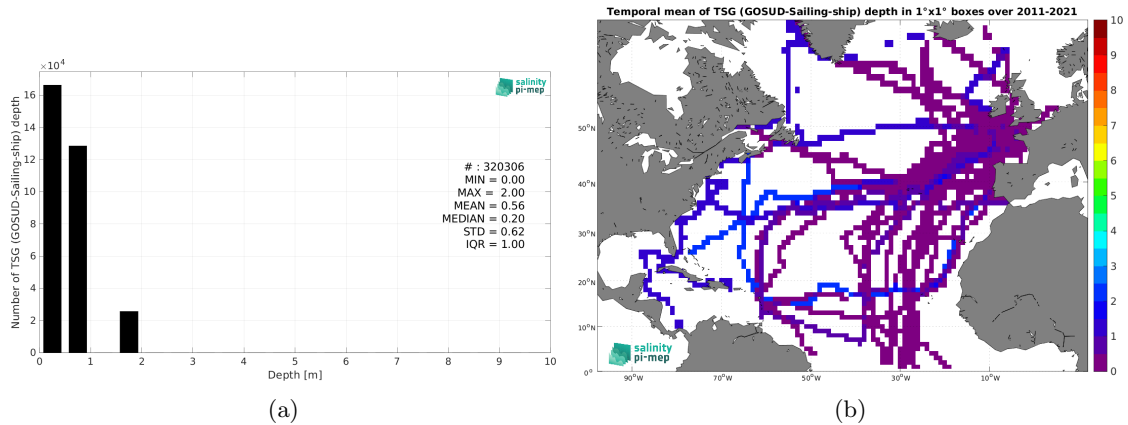 ×10⁴
16
14
12
10
8
6
4
2
0
Number of TSG (GOSUD-Sailing-ship) depth
0 1 2 3 4 5 6 7 8 9 10
Depth [m]
salinity
pi-mep
# : 320306
MIN = 0.00
MAX = 2.00
MEAN = 0.56
MEDIAN = 0.20
STD = 0.62
IQR = 1.00
(a)
Temporal mean of TSG (GOSUD-Sailing-ship) depth in 1°x1° boxes over 2011-2021
50°N
40°N
30°N
20°N
10°N
0°
90°W 70°W 50°W 30°W 10°W
salinity
pi-mep
10
9
8
7
6
5
4
3
2
1
0
(b)